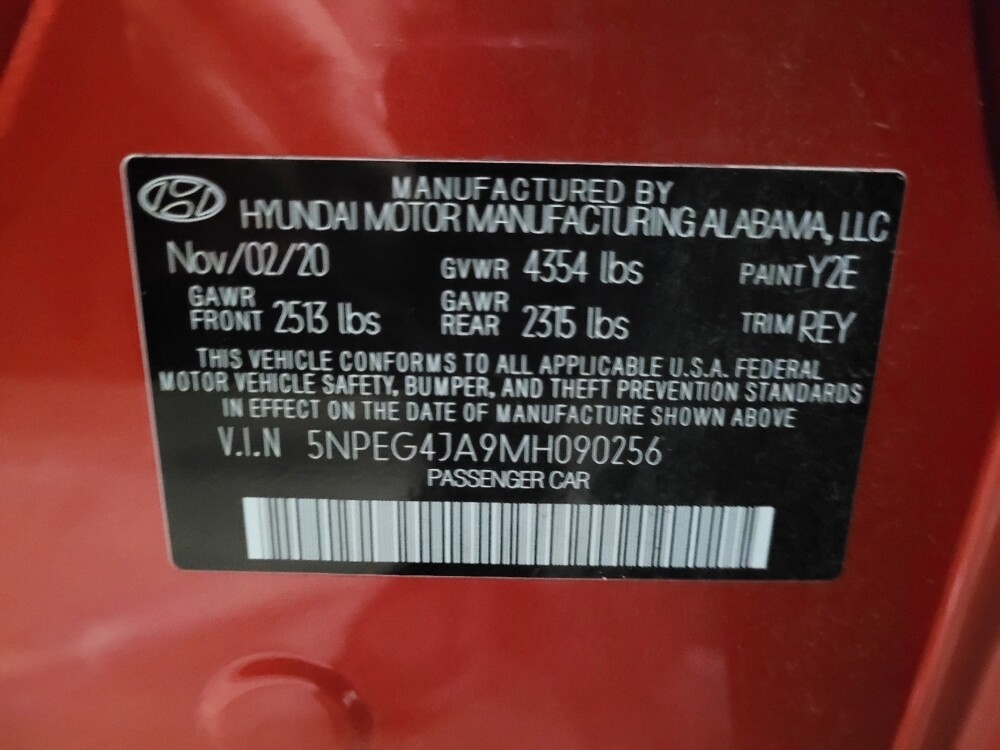 MANUFACTURED BY
HYUNDAI MOTOR MANUFACTURING ALABAMA, LLC
Nov/02/20 GVWR 4354 lbs PAINT Y2E
GAWR FRONT 2513 lbs GAWR REAR 2315 lbs TRIM REY
THIS VEHICLE CONFORMS TO ALL APPLICABLE U.S.A. FEDERAL
MOTOR VEHICLE SAFETY, BUMPER, AND THEFT PREVENTION STANDARDS
IN EFFECT ON THE DATE OF MANUFACTURE SHOWN ABOVE
V.I.N 5NPEG4JA9MH090256
PASSENGER CAR